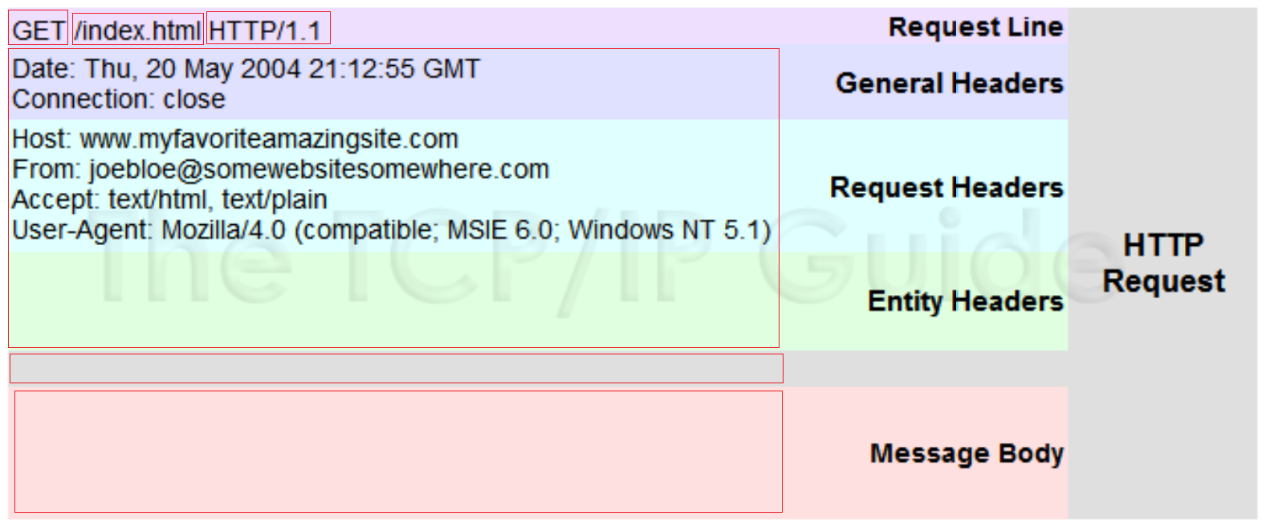 GET /index.html HTTP/1.1
Request Line
Date: Thu, 20 May 2004 21:12:55 GMT
Connection: close
General Headers
Host: www.myfavoriteamazingsite.com
From: joebloe@somewebsitesomewhere.com
Accept: text/html, text/plain
User-Agent: Mozilla/4.0 (compatible; MSIE 6.0; Windows NT 5.1)
Request Headers
Entity Headers
Message Body
HTTP
Request
The TCP/IP Guide